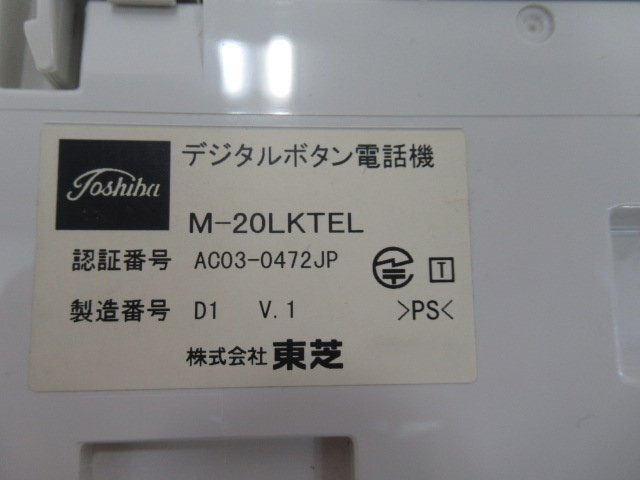 Toshiba
デジタルボタン電話機
M-20LKTEL
認証番号 AC03-0472JP
T
製造番号 D1 V.1 >PS<
株式会社 東芝